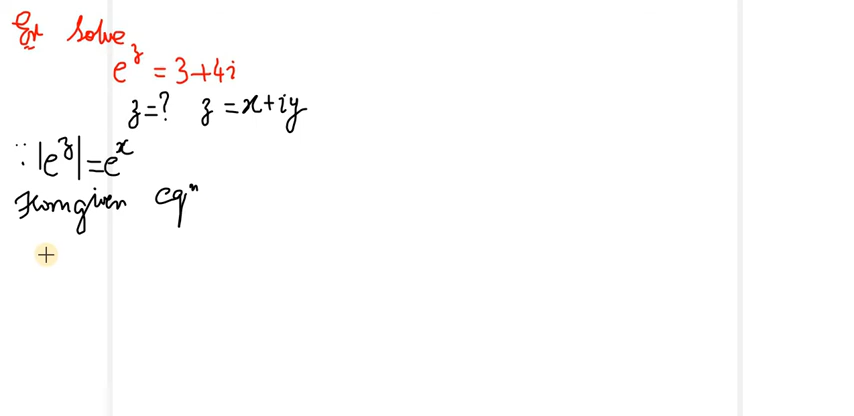 Ex Solve
e^z = 3+4i
z=? z = x+iy
∵ |e^z| = e^x
From given eqⁿ